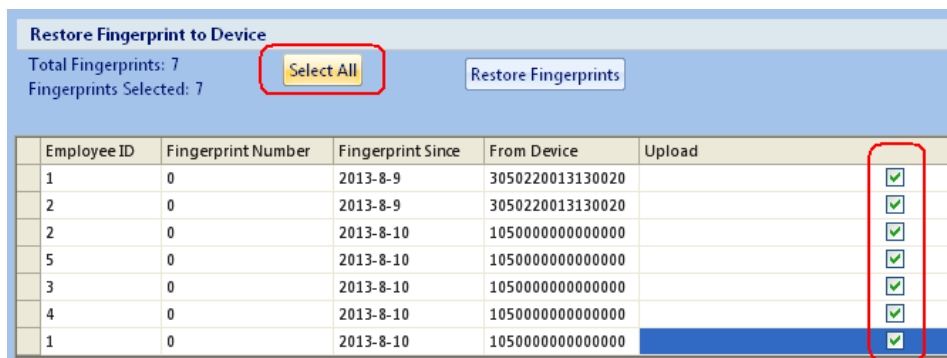 Restore Fingerprint to Device
Total Fingerprints: 7
Fingerprints Selected: 7
Select All
Restore Fingerprints
Employee ID Fingerprint Number Fingerprint Since From Device Upload
1 0 2013-8-9 3050220013130020
2 0 2013-8-9 3050220013130020
2 0 2013-8-10 1050000000000000
5 0 2013-8-10 1050000000000000
3 0 2013-8-10 1050000000000000
4 0 2013-8-10 1050000000000000
1 0 2013-8-10 1050000000000000